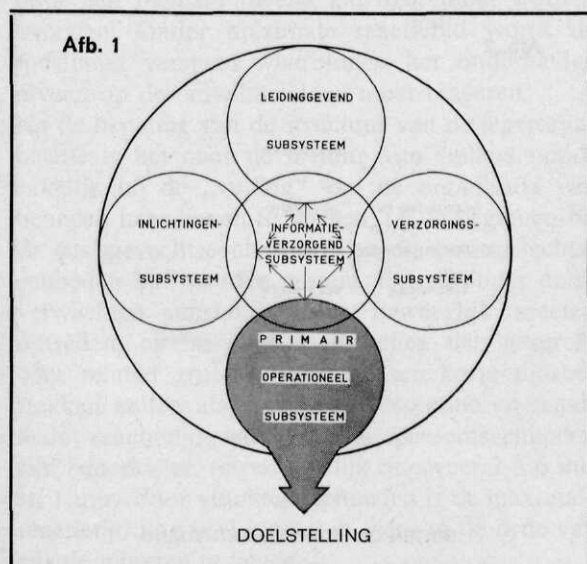 Afb. 1
LEIDINGGEVEND
SUBSYSTEEM
INLICHTINGEN-
SUBSYSTEEM
INFORMATIE-
VERZORGEND
SUBSYSTEEM
VERZORGINGS-
SUBSYSTEEM
PRIMAIR
OPERATIONEEL
SUBSYSTEEM
DOELSTELLING